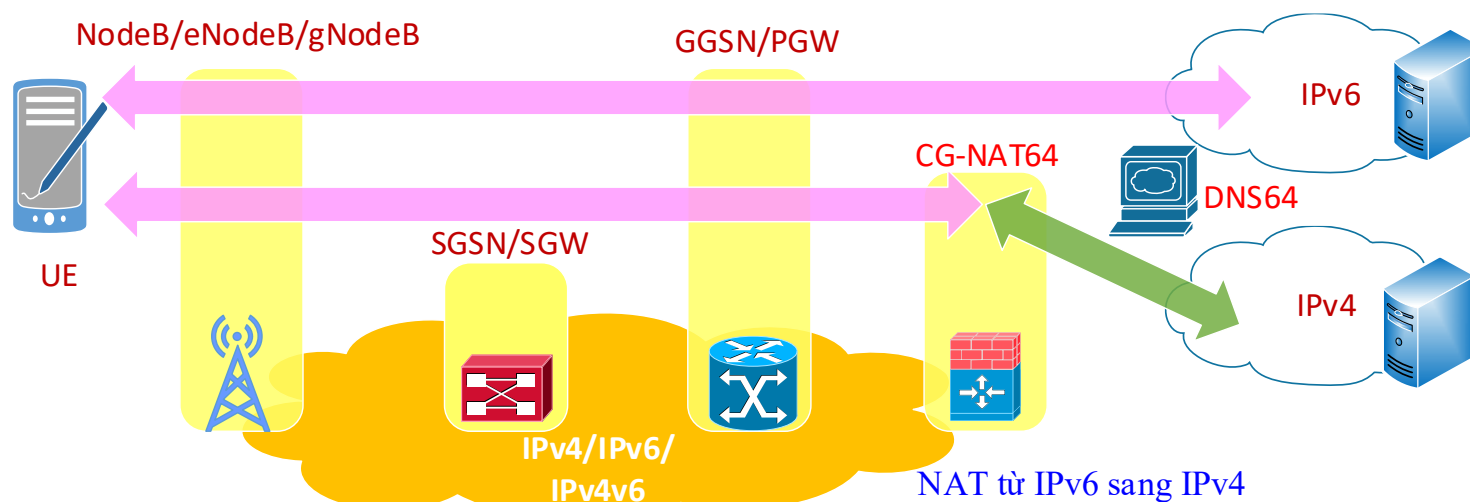 NodeB/eNodeB/gNodeB
GGSN/PGW
IPv6
CG-NAT64
DNS64
SGSN/SGW
UE
IPv4
IPv4/IPv6/
IPv4v6
NAT từ IPv6 sang IPv4